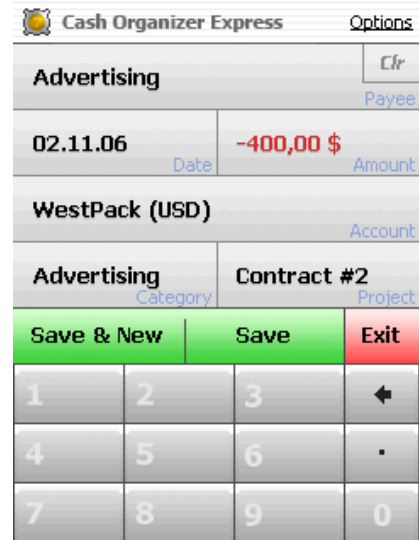 Cash Organizer Express Options
Advertising Clr
Payee
02.11.06 -400,00 $
Date Amount
WestPack (USD)
Account
Advertising Contract #2
Category Project
Save & New Save Exit
1 2 3
4 5 6 .
7 8 9 0